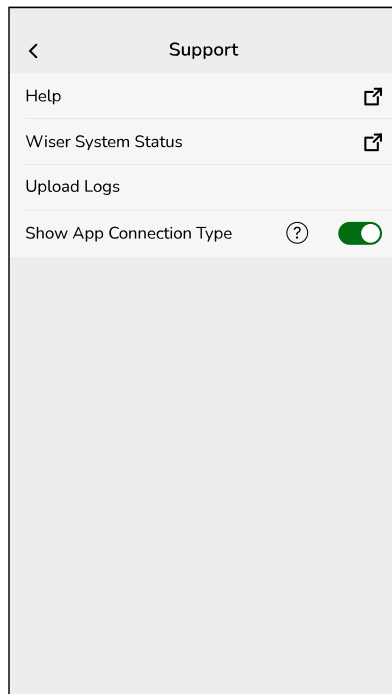 Support
Help
Wiser System Status
Upload Logs
Show App Connection Type ?